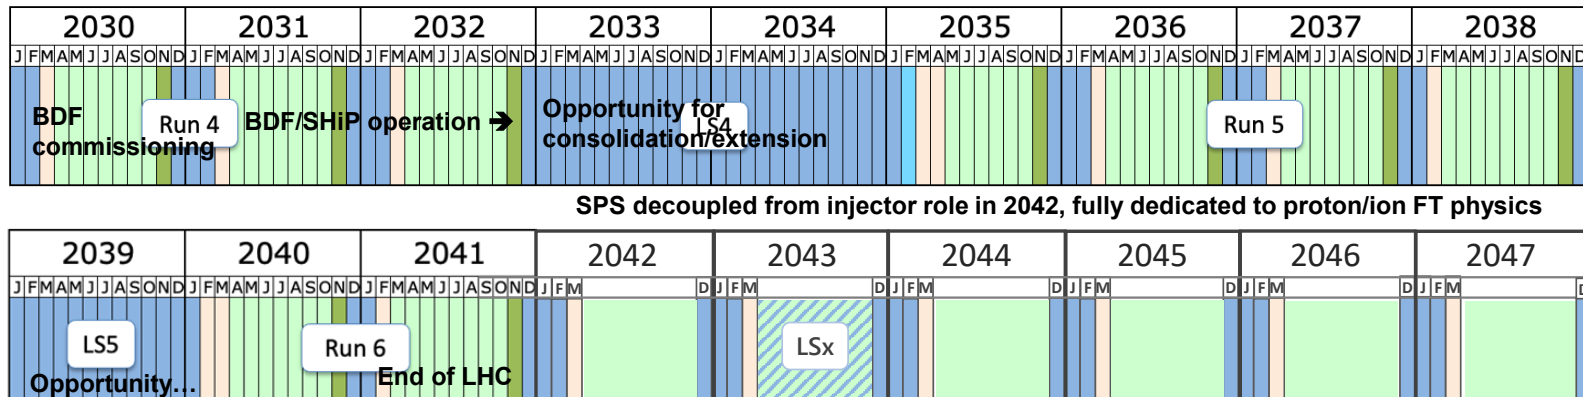 2030 2031 2032 2033 2034 2035 2036 2037 2038
J F M A M J J A S O N D J F M A M J J A S O N D J F M A M J J A S O N D J F M A M J J A S O N D J F M A M J J A S O N D J F M A M J J A S O N D J F M A M J J A S O N D J F M A M J J A S O N D J F M A M J J A S O N D
BDF
commissioning
Run 4
BDF/SHiP operation ➔
Opportunity for
consolidation/extension
LS4
Run 5
SPS decoupled from injector role in 2042, fully dedicated to proton/ion FT physics
2039 2040 2041 2042 2043 2044 2045 2046 2047
J F M A M J J A S O N D J F M A M J J A S O N D J F M A M J J A S O N D J F M D J F M D J F M D J F M D J F M D J F M D
LS5
Run 6
LSx
Opportunity...
End of LHC